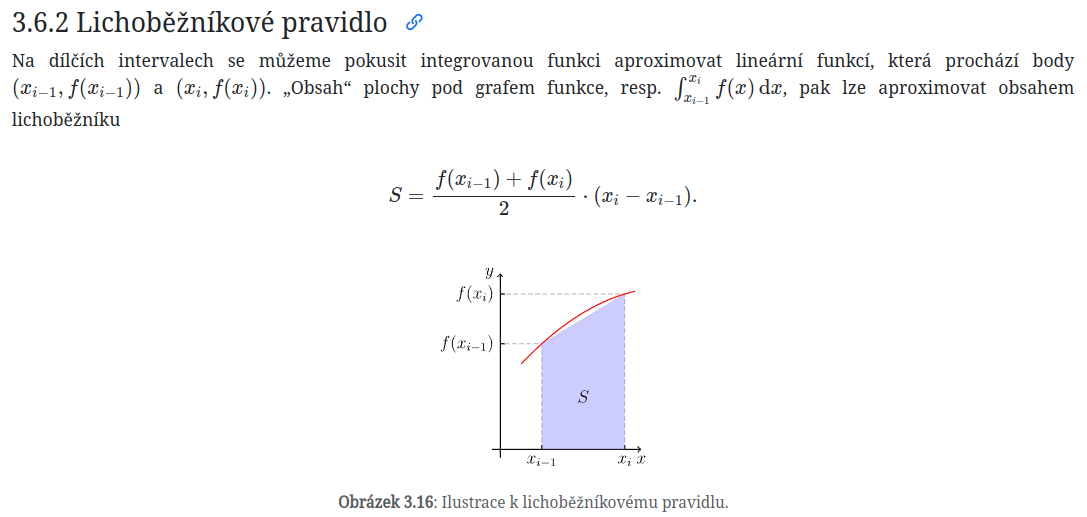 3.6.2 Lichoběžníkové pravidlo
Na dílčích intervalech se můžeme pokusit integrovanou funkci aproximovat lineární funkcí, která prochází body
(x_{i−1}, f(x_{i−1})) a (x_i, f(x_i)). „Obsah“ plochy pod grafem funkce, resp. ∫_{x_{i−1}}^{x_i} f(x) dx, pak lze aproximovat obsahem
lichoběžníku
S = \frac{f(x_{i−1}) + f(x_i)}{2} · (x_i − x_{i−1}).
y
f(x_i)
f(x_{i−1})
S
x_{i−1} x_i x
Obrázek 3.16: Ilustrace k lichoběžníkovému pravidlu.